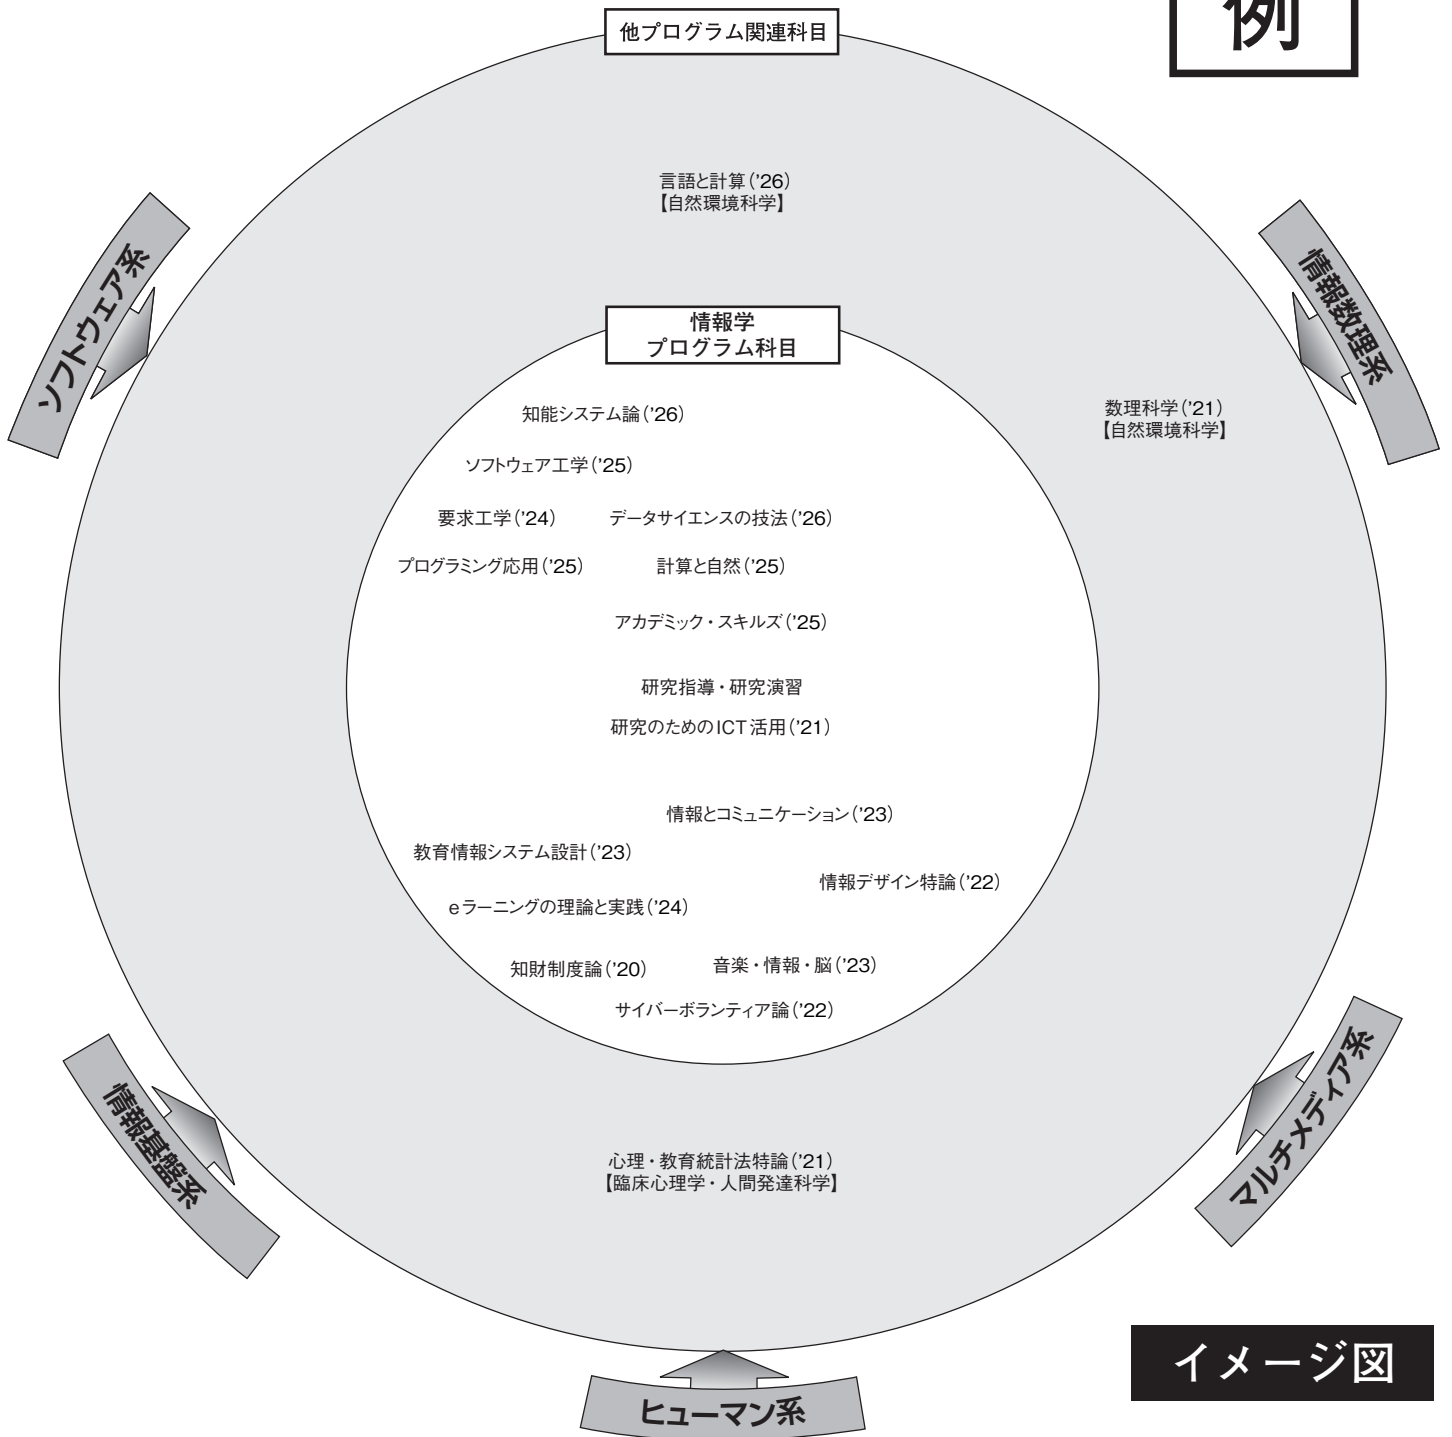 例
他プログラム関連科目
言語と計算('26)
【自然環境科学】
ソフトウェア系
情報数理系
情報学
プログラム科目
数理科学('21)
【自然環境科学】
知能システム論('26)
ソフトウェア工学('25)
要求工学('24)
データサイエンスの技法('26)
プログラミング応用('25)
計算と自然('25)
アカデミック・スキルズ('25)
研究指導・研究演習
研究のためのICT活用('21)
情報とコミュニケーション('23)
教育情報システム設計('23)
情報デザイン特論('22)
eラーニングの理論と実践('24)
知財制度論('20)
音楽・情報・脳('23)
サイバーボランティア論('22)
情報基盤系
マルチメディア系
心理・教育統計法特論('21)
【臨床心理学・人間発達科学】
イメージ図
ヒューマン系